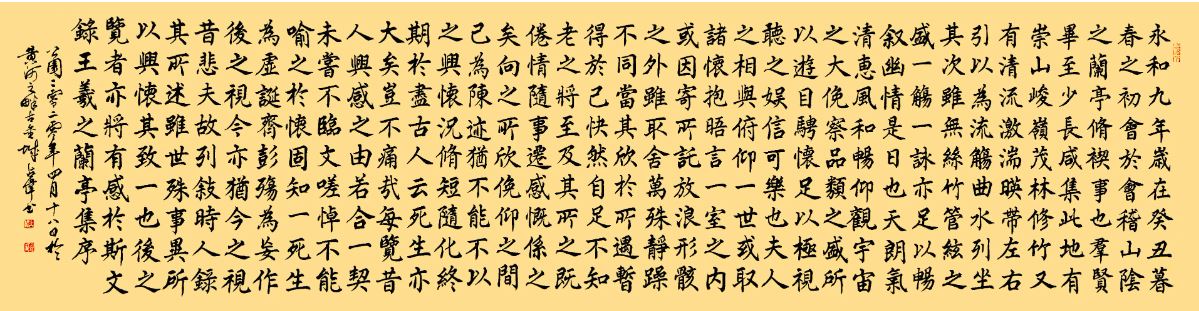 永和九年歲在癸丑暮
春之初會於會稽山陰
之蘭亭脩禊事也羣賢
畢至少長咸集此地有
崇山峻嶺茂林修竹又
有清流激湍暎帶左右
引以為流觴曲水列坐
其次雖無絲竹管絃之
盛一觴一詠亦足以暢
叙幽情是日也天朗氣
清惠風和暢仰觀宇宙
之大俛察品類之盛所
以遊目騁懷足以極視
聽之娛信可樂也夫人
之相與俯仰一世或取
諸懷抱晤言一室之內
或因寄所託放浪形骸
之外雖取舍萬殊靜躁
不同當其欣於所遇暫
得於己快然自足不知
老之將至及其所之既
倦情隨事遷感慨係之
矣向之所欣俛仰之間
已為陳迹猶不能不以
之興懷況脩短隨化終
期於盡古人云死生亦
大矣豈不痛哉每覽昔
人興感之由若合一契
未嘗不臨文嗟悼不能
喻之於懷固知一死生
為虛誕齊彭殤為妄作
後之視今亦猶今之視
昔悲夫故列敍時人錄
其所述雖世殊事異所
以興懷其致一也後之
覽者亦將有感於斯文
錄王羲之蘭亭集序
二零二零年四月十八日於
黃河之畔古城書